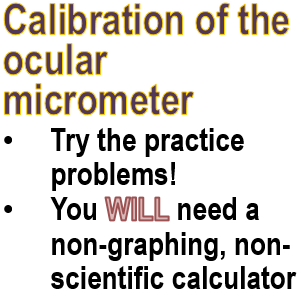 Calibration of the
ocular
micrometer
• Try the practice
problems!
• You WILL need a
non-graphing, non-
scientific calculator